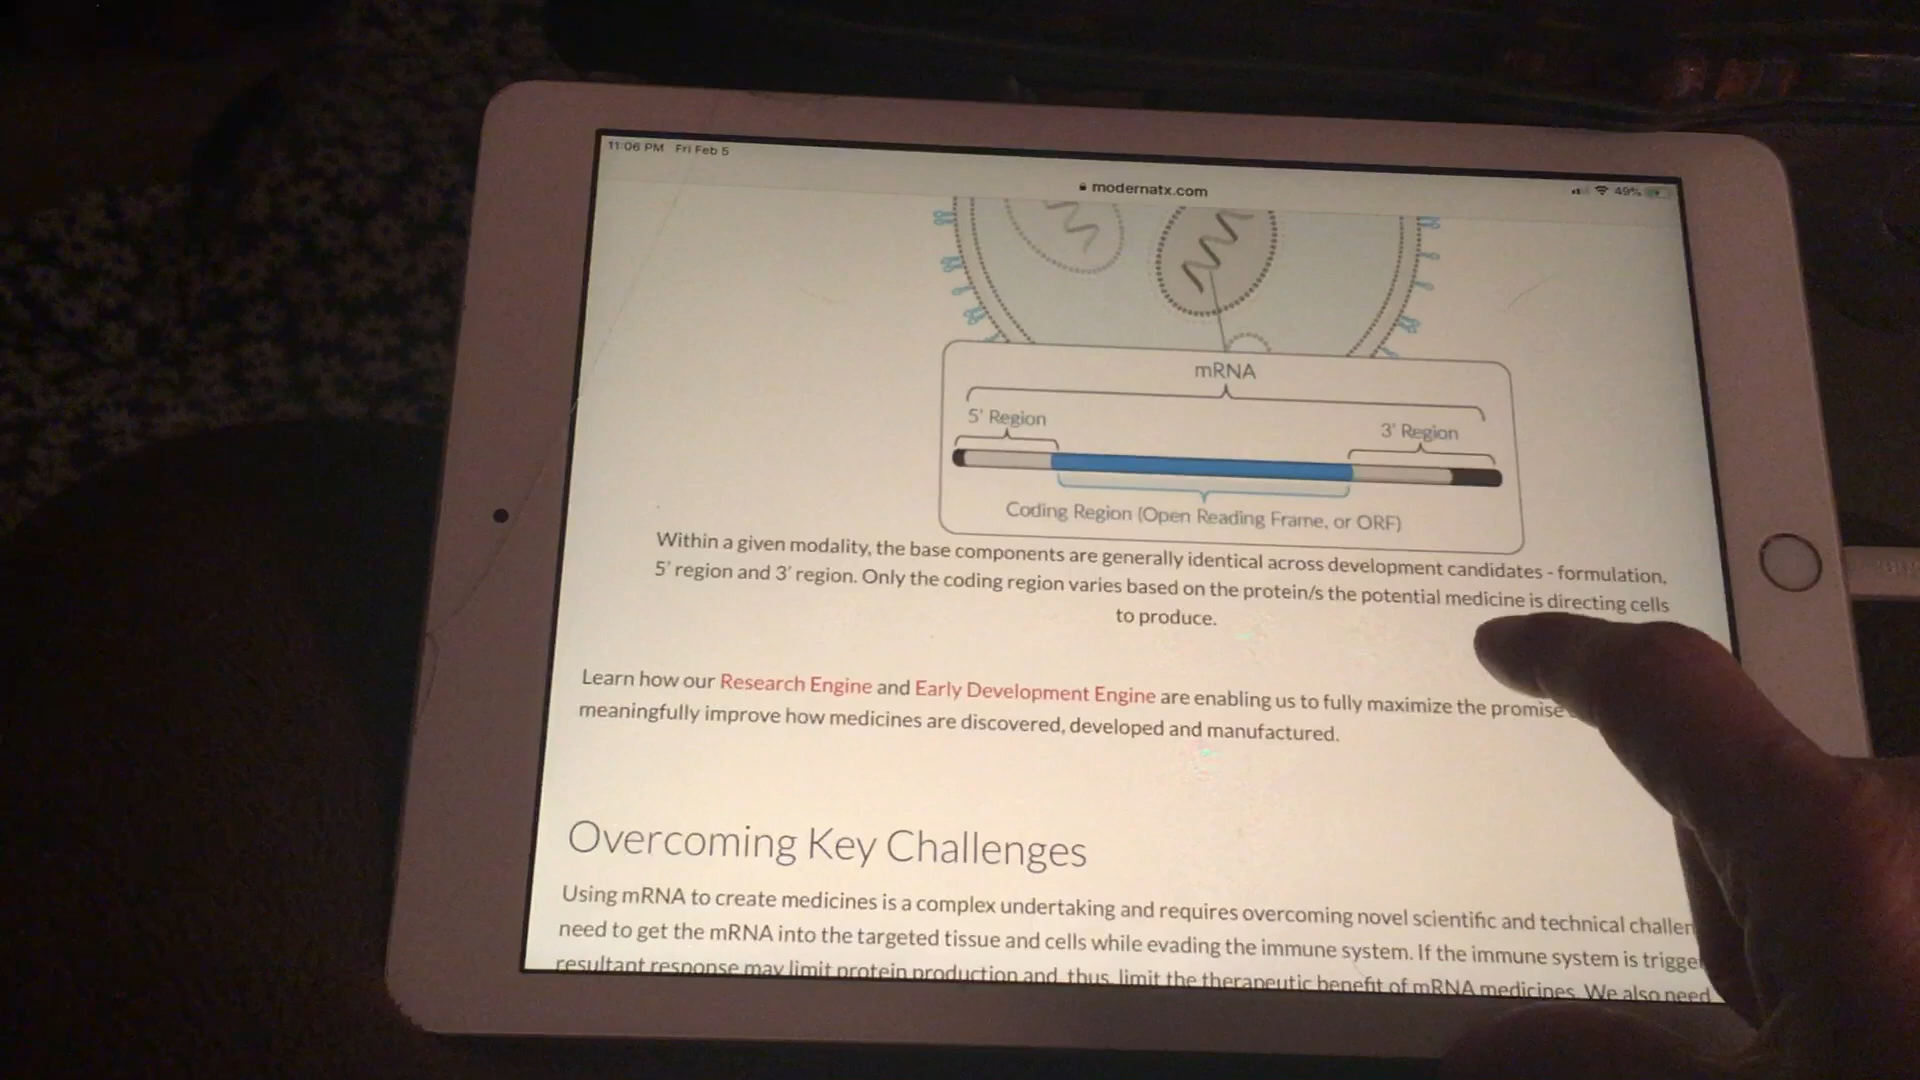 11:06 PM Fri Feb 5
modernatx.com
49%
mRNA
5' Region
3' Region
Coding Region (Open Reading Frame, or ORF)
Within a given modality, the base components are generally identical across development candidates - formulation,
5' region and 3' region. Only the coding region varies based on the protein/s the potential medicine is directing cells
to produce.
Learn how our Research Engine and Early Development Engine are enabling us to fully maximize the promise
meaningfully improve how medicines are discovered, developed and manufactured.
Overcoming Key Challenges
Using mRNA to create medicines is a complex undertaking and requires overcoming novel scientific and technical challen
need to get the mRNA into the targeted tissue and cells while evading the immune system. If the immune system is trigge
resultant response may limit protein production and, thus, limit the therapeutic benefit of mRNA medicines. We also need